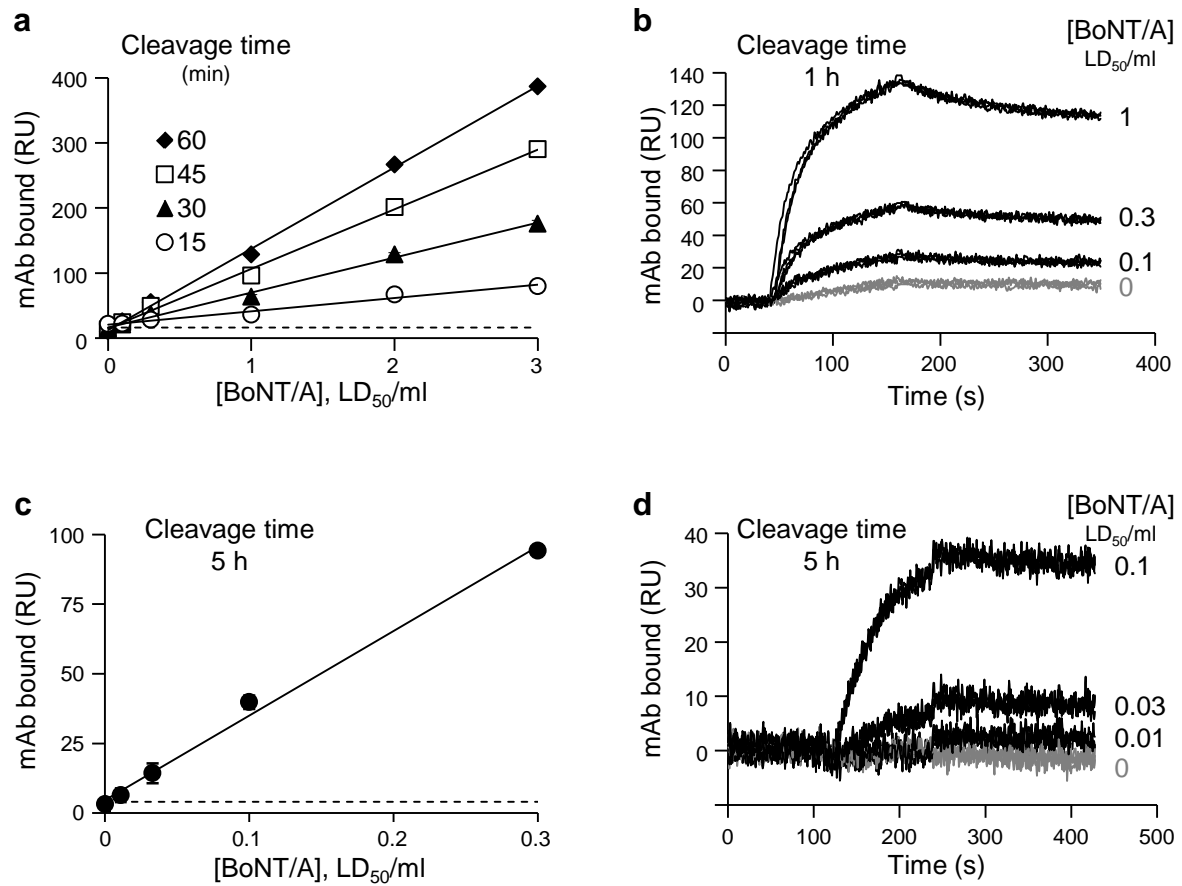 a
Cleavage time
(min)
400
300
200
100
0
60
45
30
15
mAb bound (RU)
0
1
2
3
[BoNT/A], LD50/ml
b
Cleavage time
1 h
[BoNT/A]
LD50/ml
140
120
100
80
60
40
20
0
mAb bound (RU)
1
0.3
0.1
0
0
100
200
300
400
Time (s)
c
Cleavage time
5 h
100
75
50
25
0
mAb bound (RU)
0
0.1
0.2
0.3
[BoNT/A], LD50/ml
d
Cleavage time
5 h
[BoNT/A]
LD50/ml
40
30
20
10
0
mAb bound (RU)
0.1
0.03
0.01
0
0
100
200
300
400
500
Time (s)